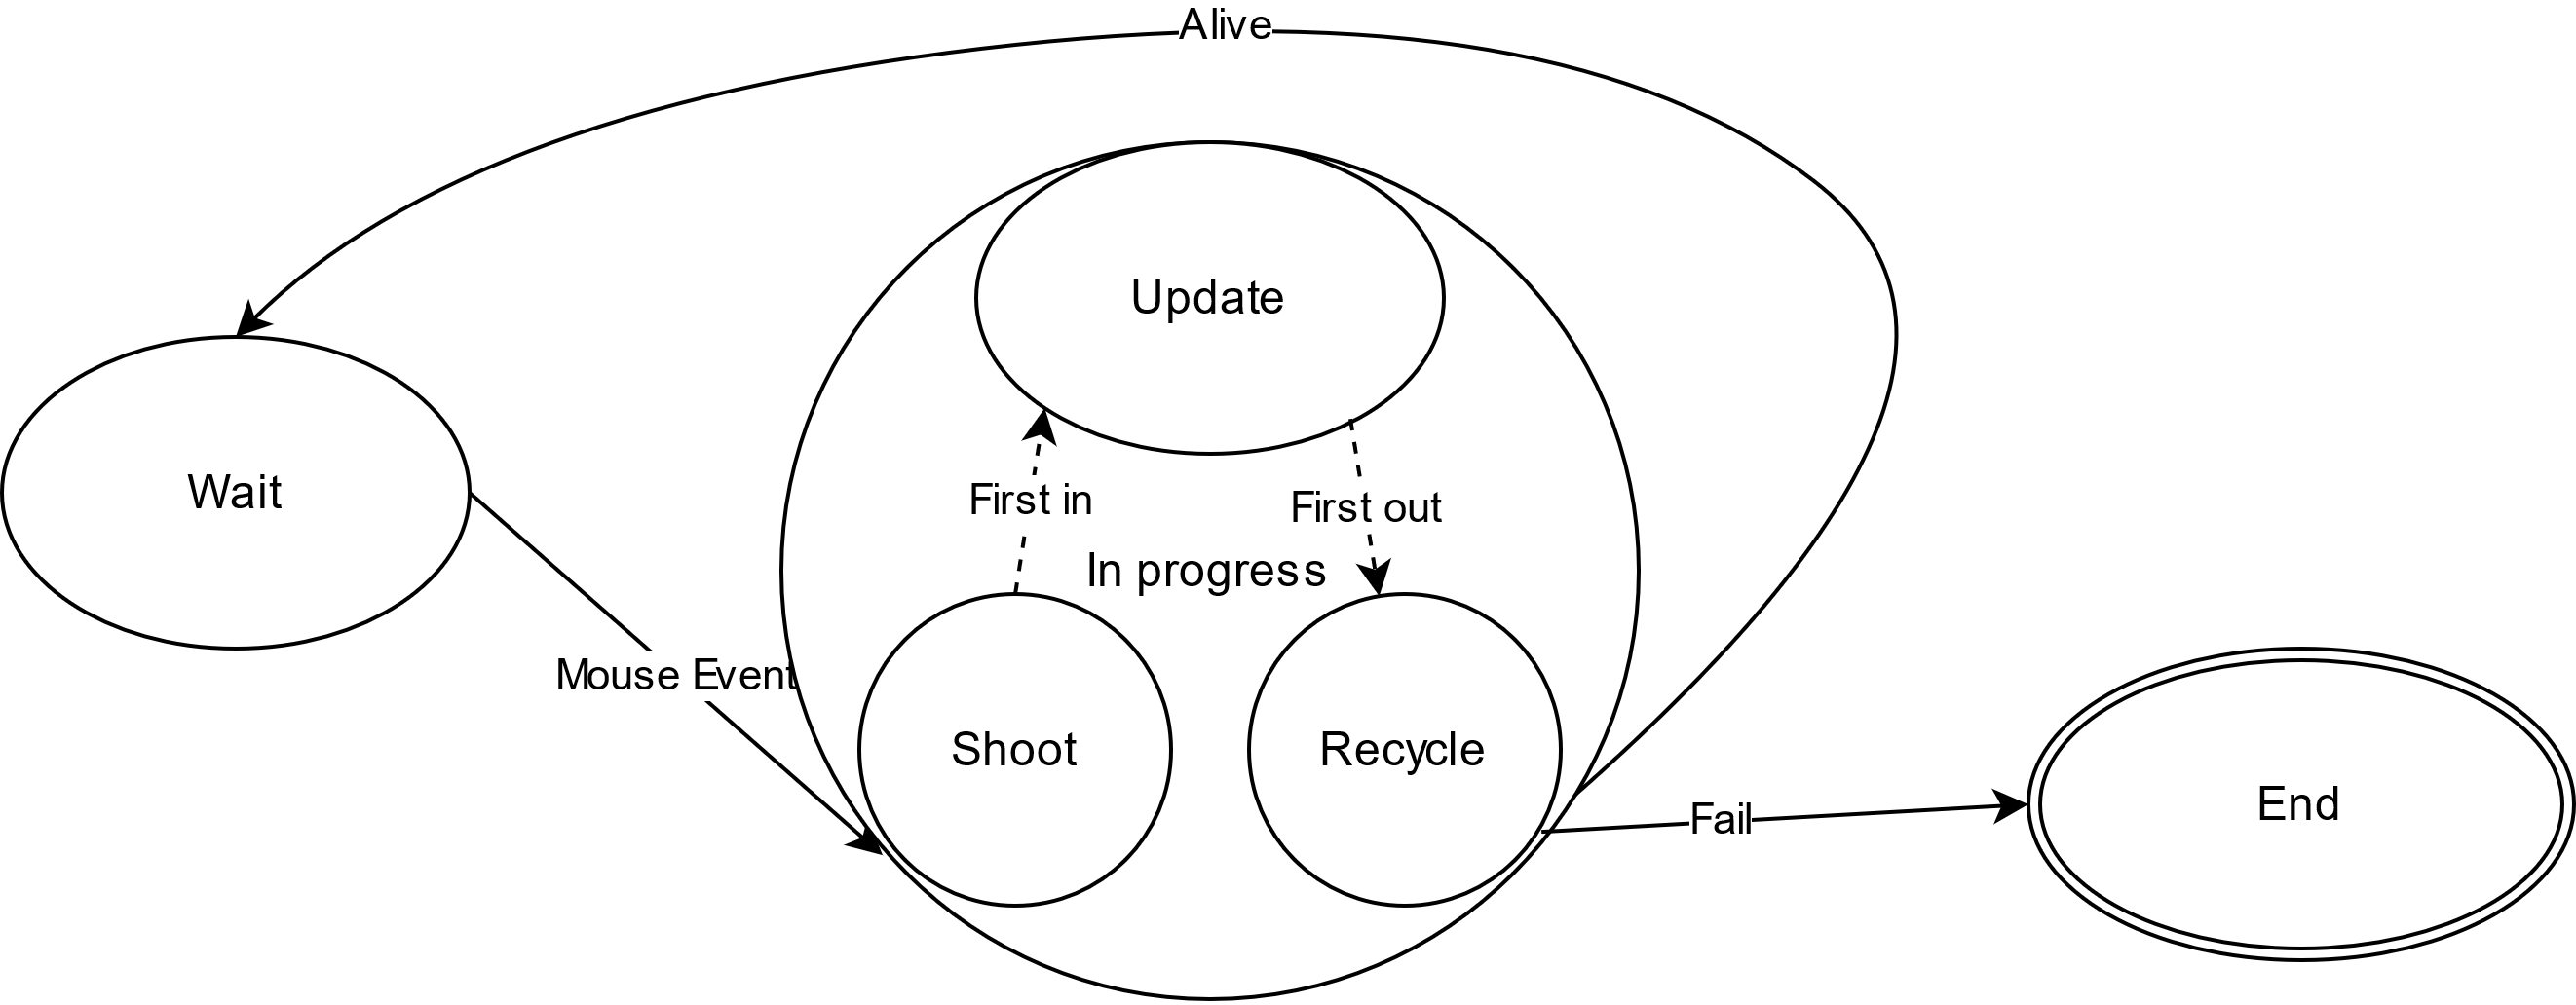 Alive
Update
Wait
First in
First out
In progress
Mouse Event
Shoot
Recycle
Fail
End